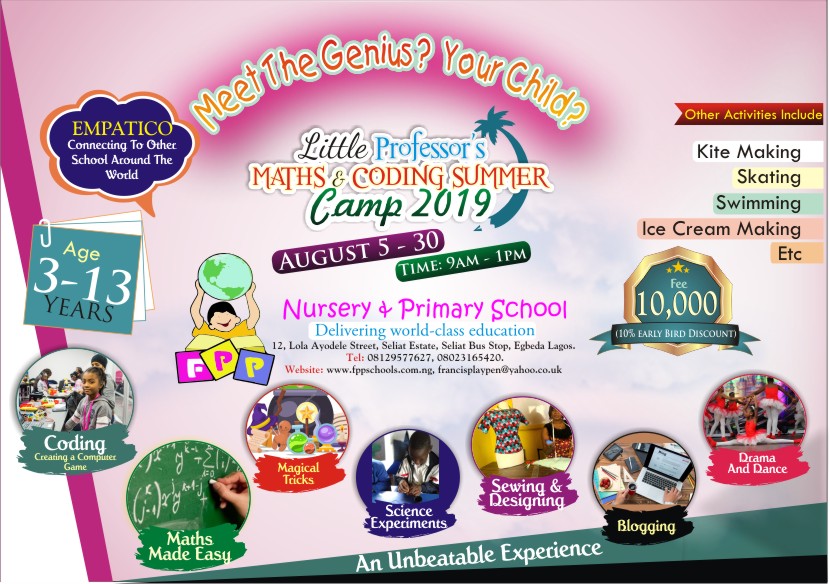 Meet The Genius? Your Child?
EMPATICO
Connecting To Other
School Around The
World
Little Professor's
MATHS & CODING SUMMER
Camp 2019
AUGUST 5 - 30
TIME: 9AM - 1PM
Other Activities Include
Kite Making
Skating
Swimming
Ice Cream Making
Etc
Age
3-13
YEARS
Fee
10,000
(10% EARLY BIRD DISCOUNT)
FPP
Nursery & Primary School
Delivering world-class education
12, Lola Ayodele Street, Seliat Estate, Seliat Bus Stop, Egbeda Lagos.
Tel: 08129577627, 08023165420.
Website: www.fppschools.com.ng, francisplaypen@yahoo.co.uk
Coding
Crearing a Computer
Game
Maths
Made Easy
Magical
Tricks
Science
Experiments
Sewing &
Designing
Blogging
Drama
And Dance
An Unbeatable Experience